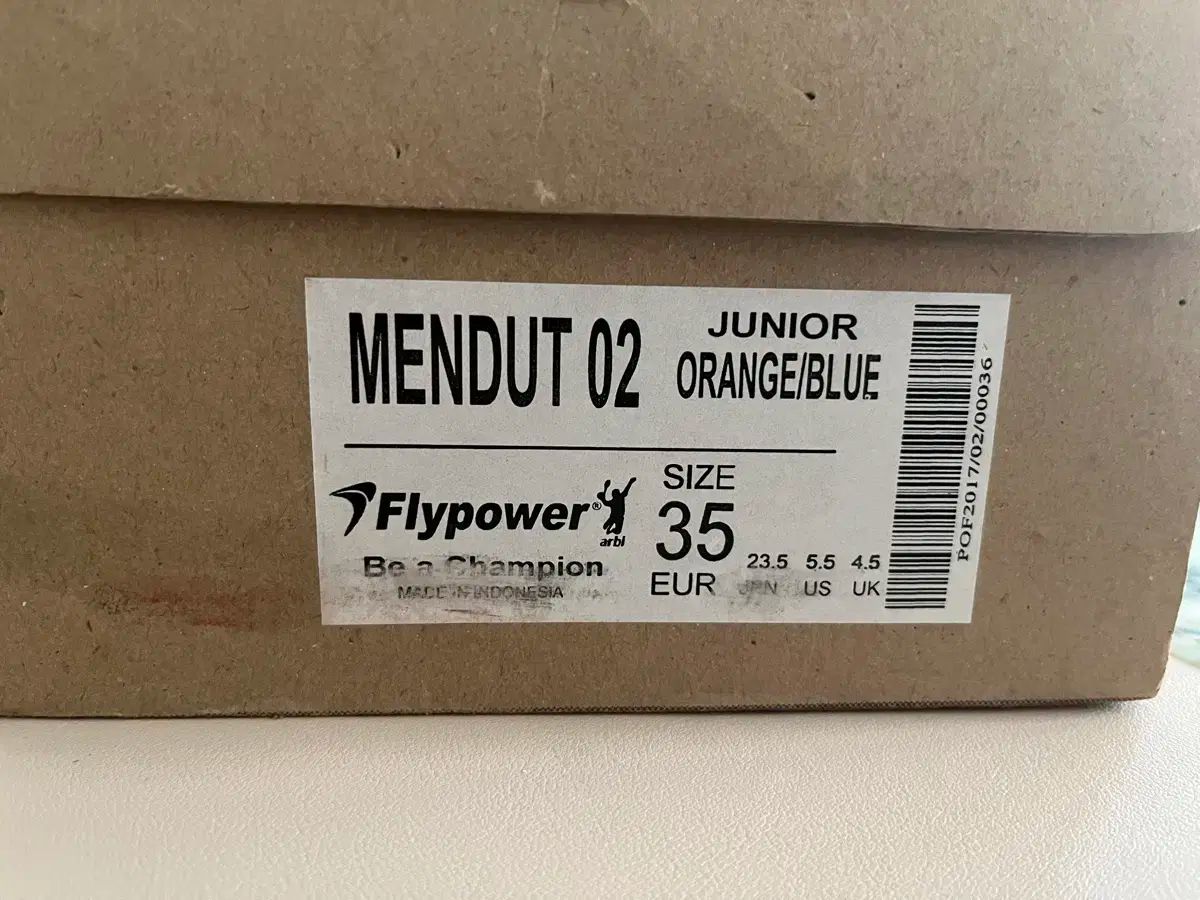 MENDUT 02
JUNIOR
ORANGE/BLUE
Flypower®
arbi
Be a Champion
MADE IN INDONESIA
SIZE
35
EUR
23.5 5.5 4.5
JPN US UK
POF2017/02/00036